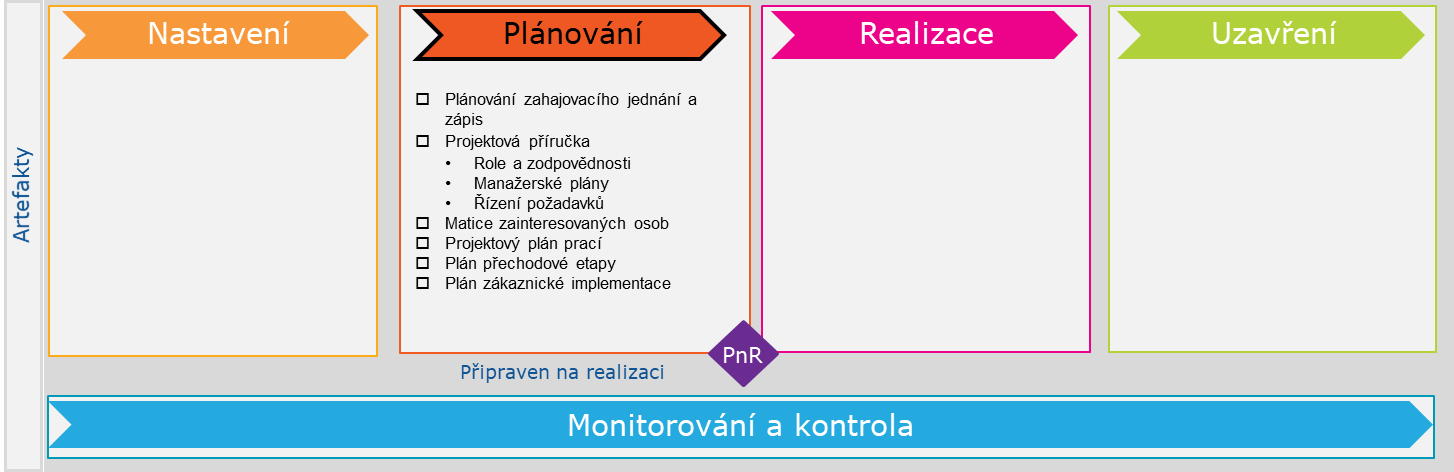 Artefakty
Nastavení
Plánování
Realizace
Uzavření
Plánování zahajovacího jednání a
zápis
Projektová příručka
• Role a zodpovědnosti
• Manažerské plány
• Řízení požadavků
Matice zainteresovaných osob
Projektový plán prací
Plán přechodové etapy
Plán zákaznické implementace
PnR
Připraven na realizaci
Monitorování a kontrola